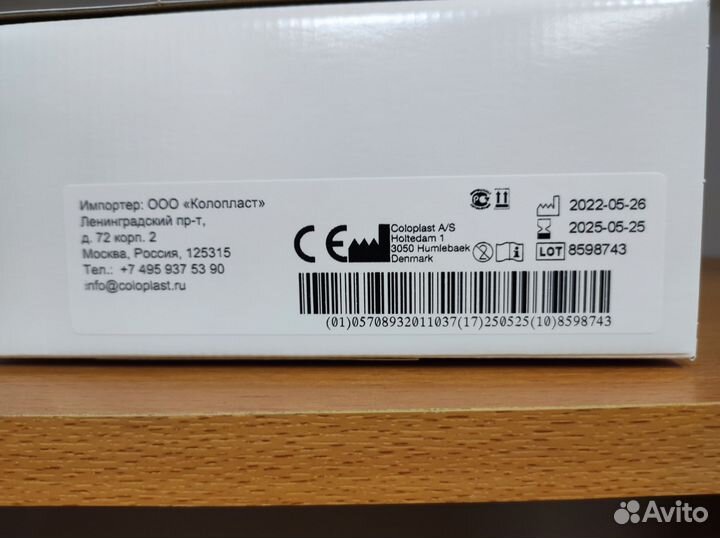 Импортер: ООО «Колопласт»
Ленинградский пр-т,
д. 72 корп. 2
Москва, Россия, 125315
Тел.: +7 495 937 53 90
info@coloplast.ru
CE
Coloplast A/S
Holtedam 1
3050 Humlebaek
Denmark
2022-05-26
2025-05-25
LOT 8598743
(01)05708932011037(17)250525(10)8598743
Avito